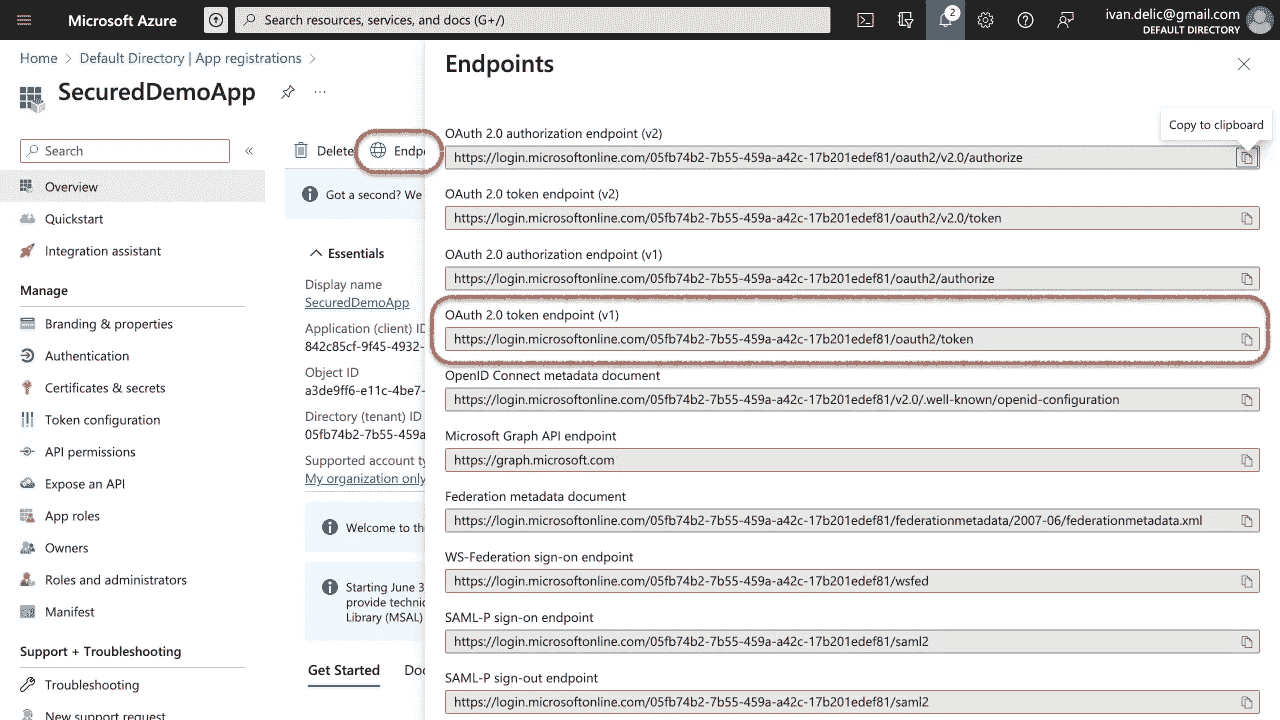 Microsoft Azure
Search resources, services, and docs (G+/)
2
ivan.delic@gmail.com
DEFAULT DIRECTORY
Home
Default Directory | App registrations
SecuredDemoApp
...
Search
«
Overview
Quickstart
Integration assistant
Manage
Branding & properties
Authentication
Certificates & secrets
Token configuration
API permissions
Expose an API
App roles
Owners
Roles and administrators
Manifest
Support + Troubleshooting
Troubleshooting
New support request
Delete
Endpo
Got a second? We
Essentials
Display name
SecuredDemoApp
Application (client) ID
842c85cf-9f45-4932-
Object ID
a3de9ff6-e11c-4be7-
Directory (tenant) ID
05fb74b2-7b55-459a
Supported account ty
My organization only
Welcome to the
Starting June 3
provide technic
Library (MSAL)
Get Started
Doc
Endpoints
Copy to clipboard
OAuth 2.0 authorization endpoint (v2)
https://login.microsoftonline.com/05fb74b2-7b55-459a-a42c-17b201edef81/oauth2/v2.0/authorize
OAuth 2.0 token endpoint (v2)
https://login.microsoftonline.com/05fb74b2-7b55-459a-a42c-17b201edef81/oauth2/v2.0/token
OAuth 2.0 authorization endpoint (v1)
https://login.microsoftonline.com/05fb74b2-7b55-459a-a42c-17b201edef81/oauth2/authorize
OAuth 2.0 token endpoint (v1)
https://login.microsoftonline.com/05fb74b2-7b55-459a-a42c-17b201edef81/oauth2/token
OpenID Connect metadata document
https://login.microsoftonline.com/05fb74b2-7b55-459a-a42c-17b201edef81/v2.0/.well-known/openid-configuration
Microsoft Graph API endpoint
https://graph.microsoft.com
Federation metadata document
https://login.microsoftonline.com/05fb74b2-7b55-459a-a42c-17b201edef81/federationmetadata/2007-06/federationmetadata.xml
WS-Federation sign-on endpoint
https://login.microsoftonline.com/05fb74b2-7b55-459a-a42c-17b201edef81/wsfed
SAML-P sign-on endpoint
https://login.microsoftonline.com/05fb74b2-7b55-459a-a42c-17b201edef81/saml2
SAML-P sign-out endpoint
https://login.microsoftonline.com/05fb74b2-7b55-459a-a42c-17b201edef81/saml2